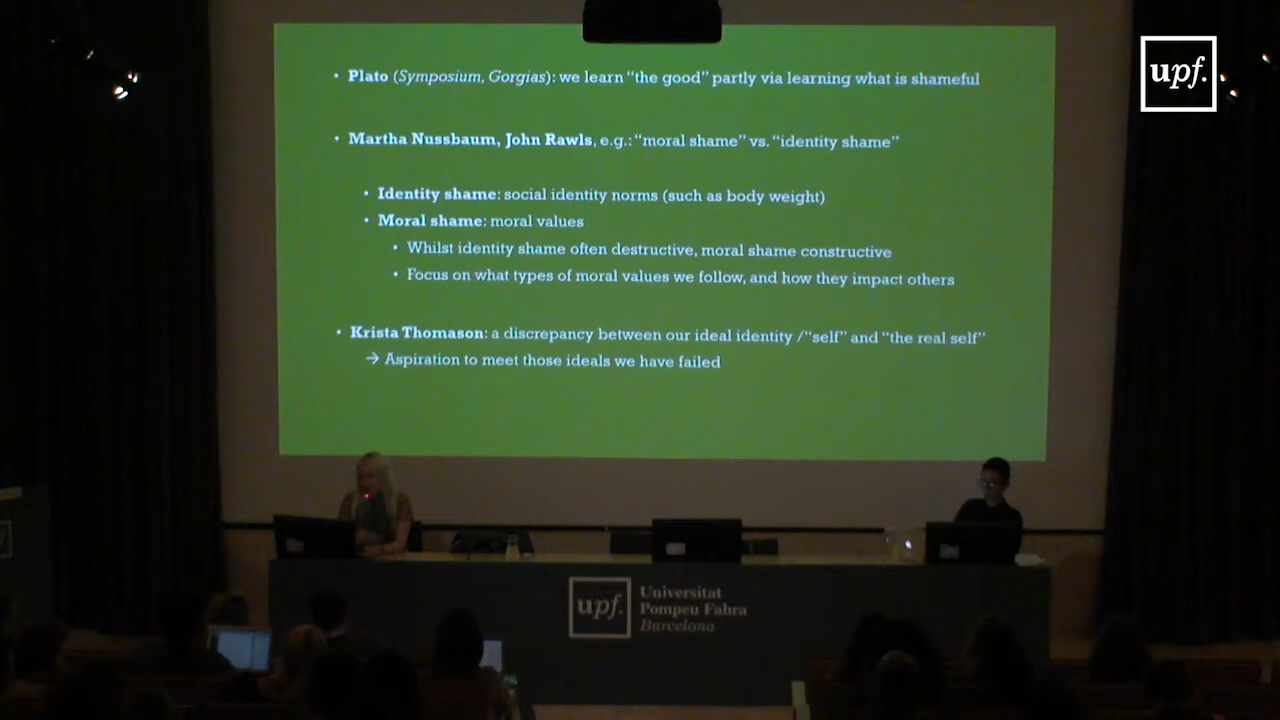 • Plato (Symposium, Gorgias): we learn “the good” partly via learning what is shameful
• Martha Nussbaum, John Rawls, e.g.: “moral shame” vs. “identity shame”
• Identity shame: social identity norms (such as body weight)
• Moral shame: moral values
• Whilst identity shame often destructive, moral shame constructive
• Focus on what types of moral values we follow, and how they impact others
• Krista Thomason: a discrepancy between our ideal identity /“self” and “the real self”
→ Aspiration to meet those ideals we have failed
upf.
upf.
Universitat
Pompeu Fabra
Barcelona